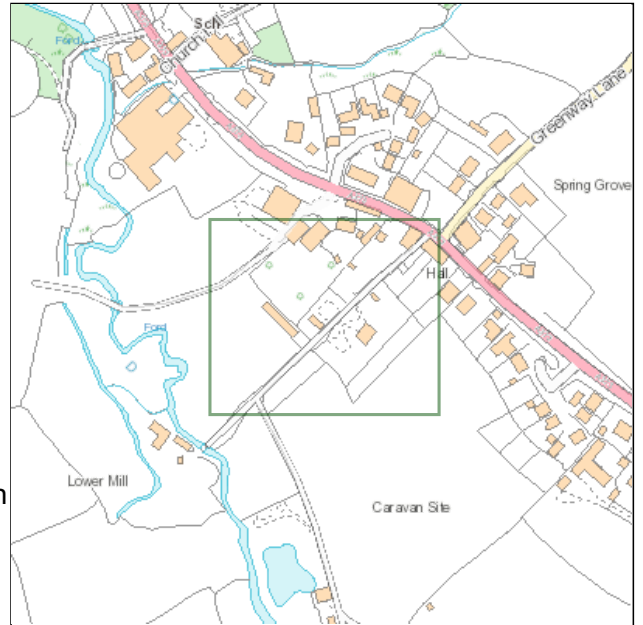 Sch
Ford
Church
Greenway Lane
Spring Grove
Hall
Ford
Lower Mill
Caravan Site
n